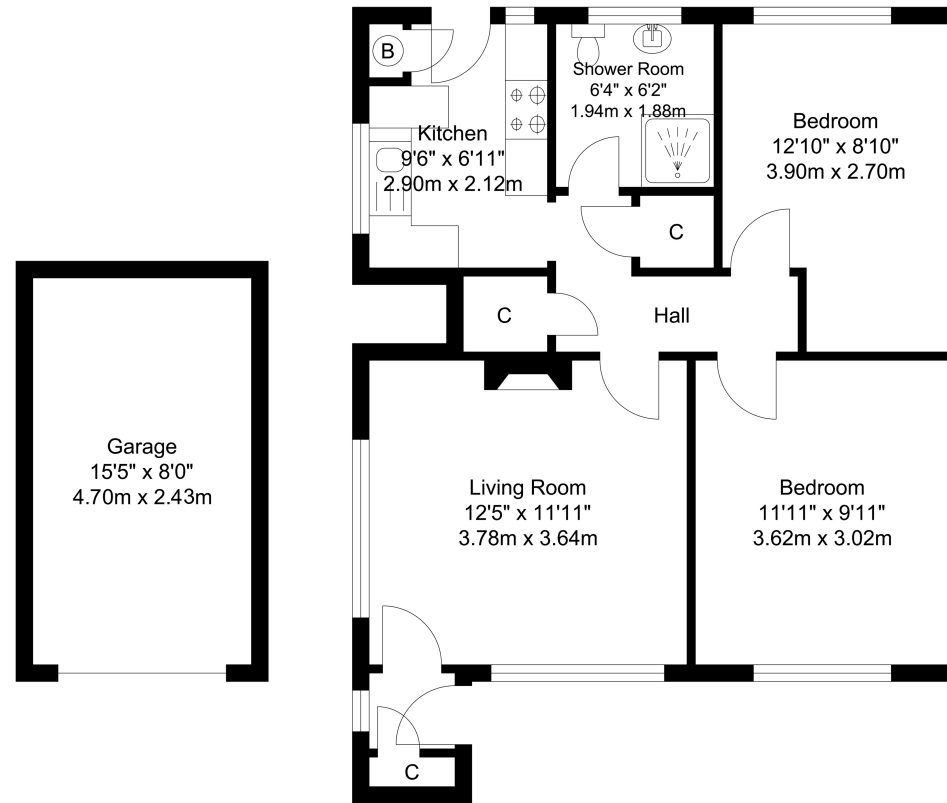 B
Kitchen
9'6" x 6'11"
2.90m x 2.12m
Shower Room
6'4" x 6'2"
1.94m x 1.88m
Bedroom
12'10" x 8'10"
3.90m x 2.70m
C
C
Hall
Garage
15'5" x 8'0"
4.70m x 2.43m
Living Room
12'5" x 11'11"
3.78m x 3.64m
Bedroom
11'11" x 9'11"
3.62m x 3.02m
C